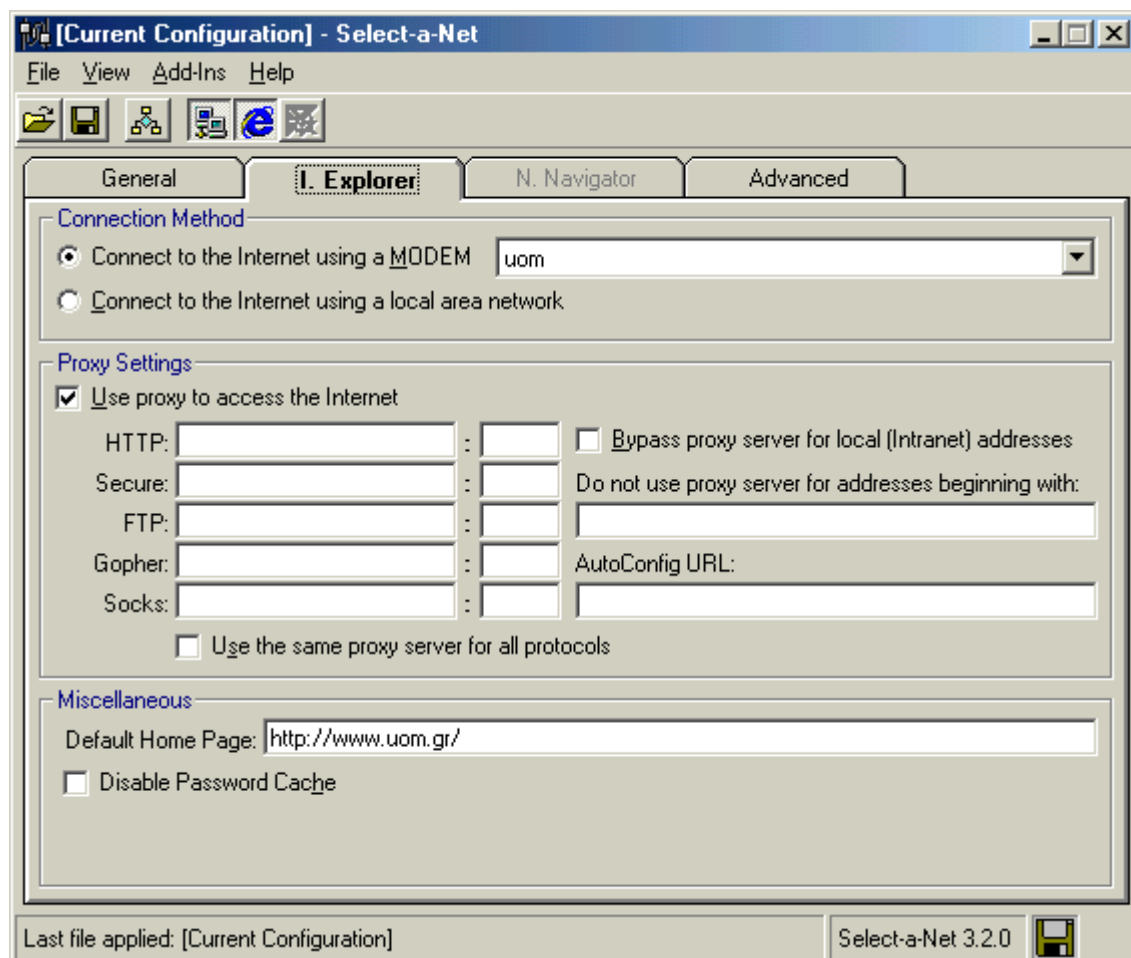 [Current Configuration] - Select-a-Net
File View Add-Ins Help
General I. Explorer N. Navigator Advanced
Connection Method
Connect to the Internet using a MODEM uom
Connect to the Internet using a local area network
Proxy Settings
Use proxy to access the Internet
HTTP: : Bypass proxy server for local (Intranet) addresses
Secure: : Do not use proxy server for addresses beginning with:
FTP: :
Gopher: : AutoConfig URL:
Socks: :
Use the same proxy server for all protocols
Miscellaneous
Default Home Page: http://www.uom.gr/
Disable Password Cache
Last file applied: [Current Configuration] Select-a-Net 3.2.0